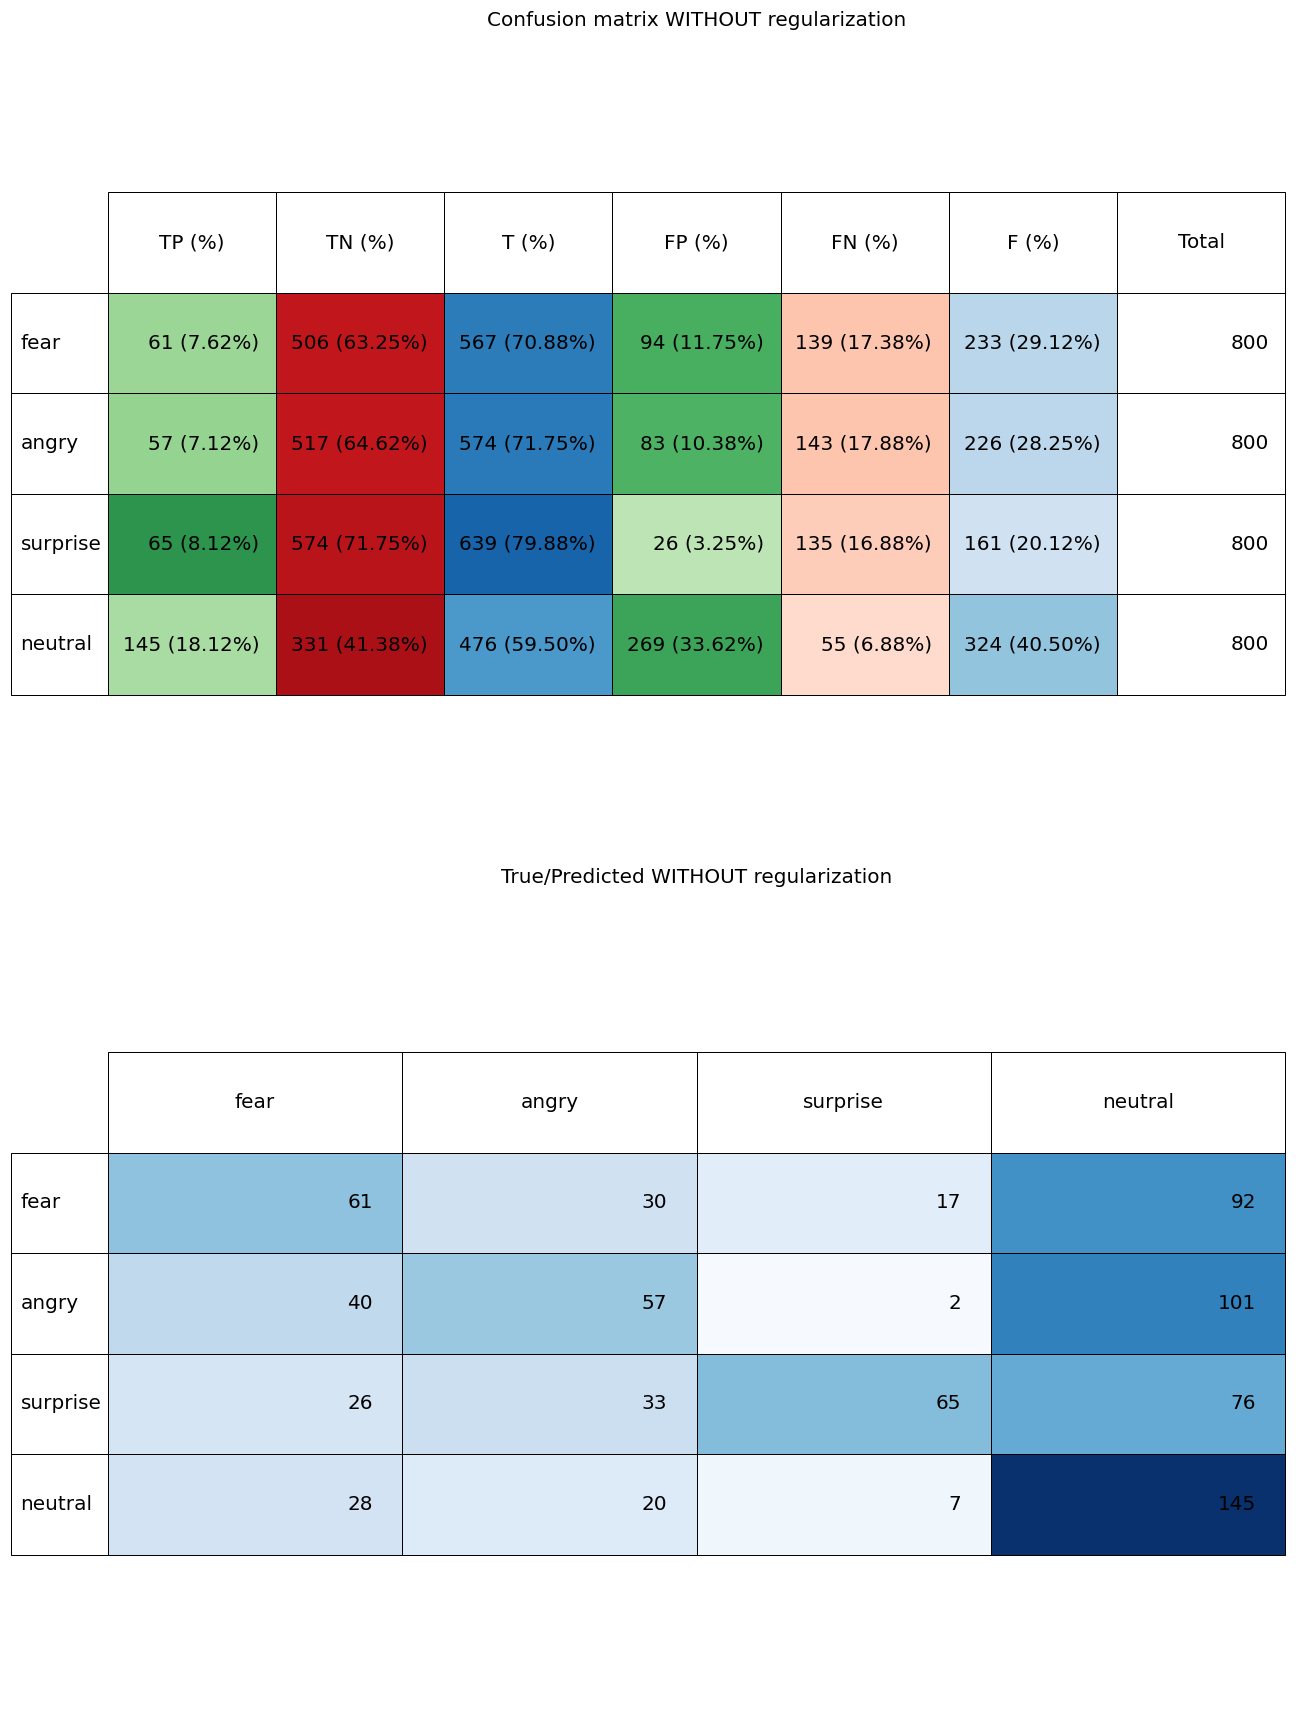 Confusion matrix WITHOUT regularization
TP (%) TN (%) T (%) FP (%) FN (%) F (%) Total
fear 61 (7.62%) 506 (63.25%) 567 (70.88%) 94 (11.75%) 139 (17.38%) 233 (29.12%) 800
angry 57 (7.12%) 517 (64.62%) 574 (71.75%) 83 (10.38%) 143 (17.88%) 226 (28.25%) 800
surprise 65 (8.12%) 574 (71.75%) 639 (79.88%) 26 (3.25%) 135 (16.88%) 161 (20.12%) 800
neutral 145 (18.12%) 331 (41.38%) 476 (59.50%) 269 (33.62%) 55 (6.88%) 324 (40.50%) 800
True/Predicted WITHOUT regularization
fear angry surprise neutral
fear 61 30 17 92
angry 40 57 2 101
surprise 26 33 65 76
neutral 28 20 7 145